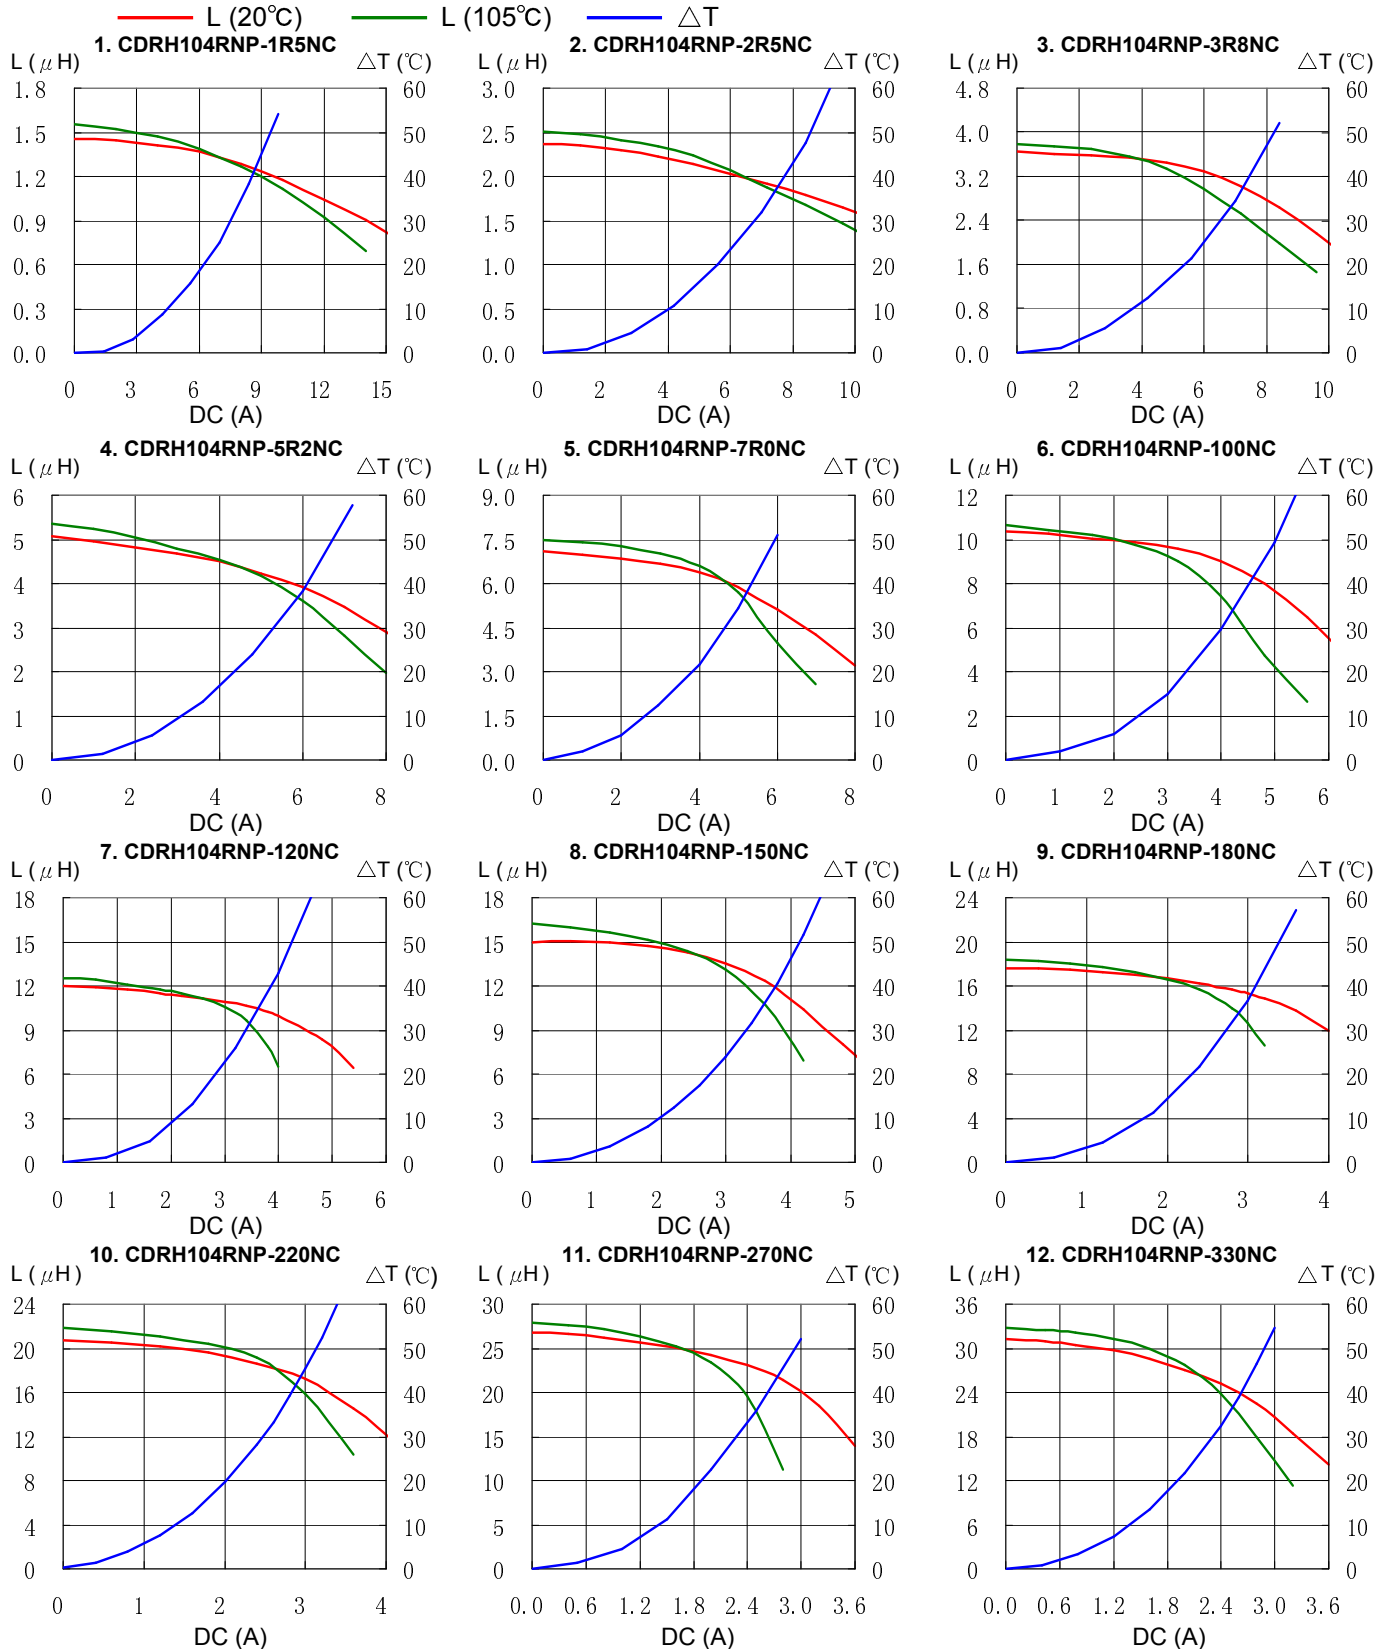 L (20℃) L (105℃) △T
1. CDRH104RNP-1R5NC 2. CDRH104RNP-2R5NC 3. CDRH104RNP-3R8NC
L (μH) △T (℃) L (μH) △T (℃) L (μH) △T (℃)
1.8 60 3.0 60 4.8 60
1.5 50 2.5 50 4.0 50
1.2 40 2.0 40 3.2 40
0.9 30 1.5 30 2.4 30
0.6 20 1.0 20 1.6 20
0.3 10 0.5 10 0.8 10
0.0 0 0.0 0 0.0 0
0 3 6 9 12 15 0 2 4 6 8 10 0 2 4 6 8 10
DC (A) DC (A) DC (A)
4. CDRH104RNP-5R2NC 5. CDRH104RNP-7R0NC 6. CDRH104RNP-100NC
L (μH) △T (℃) L (μH) △T (℃) L (μH) △T (℃)
6 60 9.0 60 12 60
5 50 7.5 50 10 50
4 40 6.0 40 8 40
3 30 4.5 30 6 30
2 20 3.0 20 4 20
1 10 1.5 10 2 10
0 0 0.0 0 0 0
0 2 4 6 8 0 2 4 6 8 0 1 2 3 4 5 6
DC (A) DC (A) DC (A)
7. CDRH104RNP-120NC 8. CDRH104RNP-150NC 9. CDRH104RNP-180NC
L (μH) △T (℃) L (μH) △T (℃) L (μH) △T (℃)
18 60 18 60 24 60
15 50 15 50 20 50
12 40 12 40 16 40
9 30 9 30 12 30
6 20 6 20 8 20
3 10 3 10 4 10
0 0 0 0 0 0
0 1 2 3 4 5 6 0 1 2 3 4 5 0 1 2 3 4
DC (A) DC (A) DC (A)
10. CDRH104RNP-220NC 11. CDRH104RNP-270NC 12. CDRH104RNP-330NC
L (μH) △T (℃) L (μH) △T (℃) L (μH) △T (℃)
24 60 30 60 36 60
20 50 25 50 30 50
16 40 20 40 24 40
12 30 15 30 18 30
8 20 10 20 12 20
4 10 5 10 6 10
0 0 0 0 0 0
0 1 2 3 4 0.0 0.6 1.2 1.8 2.4 3.0 3.6 0.0 0.6 1.2 1.8 2.4 3.0 3.6
DC (A) DC (A) DC (A)